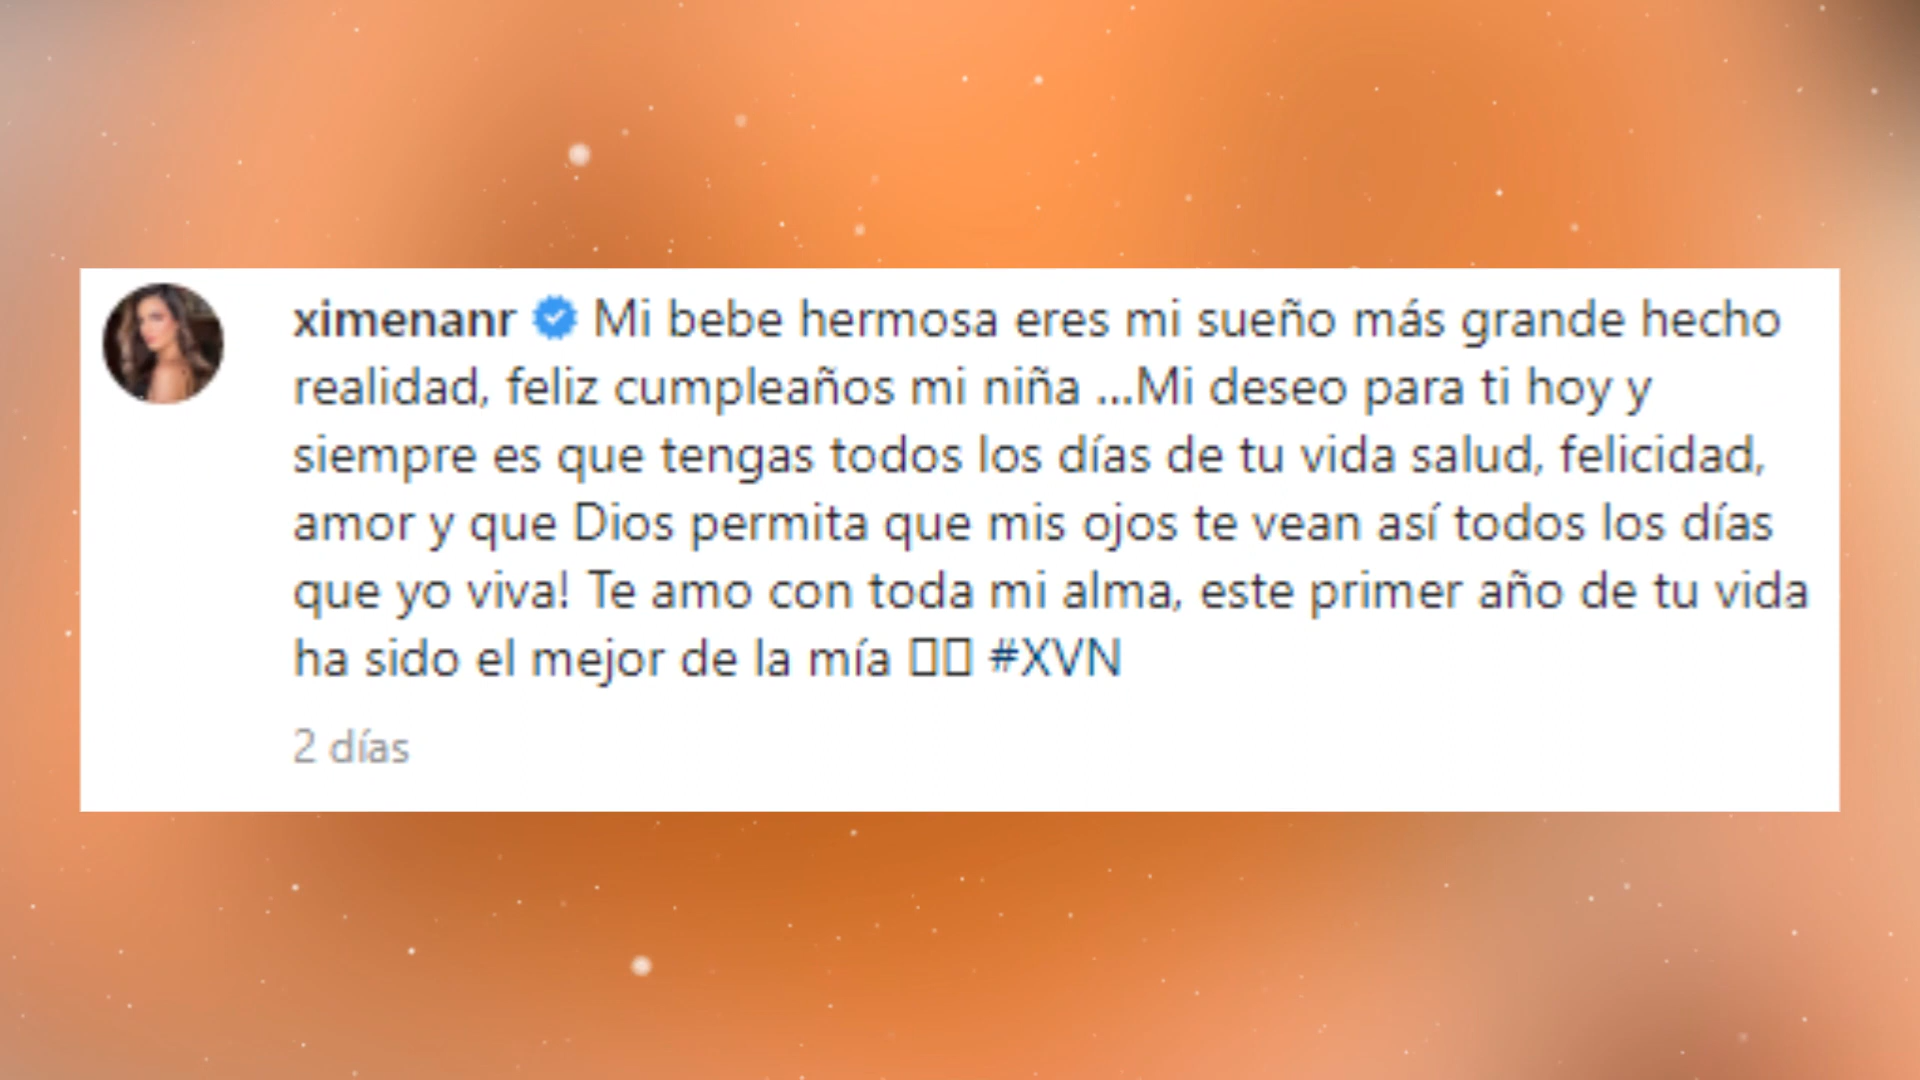 ximenanr Mi bebe hermosa eres mi sueño más grande hecho
realidad, feliz cumpleaños mi niña ...Mi deseo para ti hoy y
siempre es que tengas todos los días de tu vida salud, felicidad,
amor y que Dios permita que mis ojos te vean así todos los días
que yo viva! Te amo con toda mi alma, este primer año de tu vida
ha sido el mejor de la mía #XVN
2 días